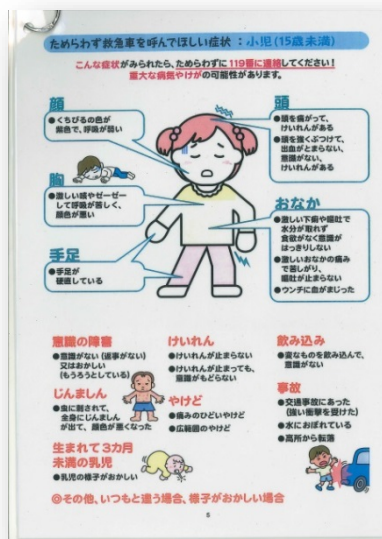 ためらわず救急車を呼んでほしい症状：小児(15歳未満)
こんな症状がみられたら、ためらわずに119番に連絡してください！
重大な病気やけがの可能性があります。
顔
●くちびるの色が
紫色で、呼吸が弱い
胸
●激しい咳やゼーゼー
して呼吸が苦しく、
顔色が悪い
手足
●手足が
硬直している
頭
●頭を痛がって、
けいれんがある
●頭を強くぶつけて、
出血がとまらない、
意識がない、
けいれんがある
おなか
●激しい下痢や嘔吐で
水分が取れず
食欲がなく意識が
はっきりしない
●激しいおなかの痛み
で苦しがり、
嘔吐が止まらない
●ウンチに血がまじった
意識の障害
●意識がない（返事がない）
又はおかしい
（もうろうとしている）
じんましん
●虫に刺されて、
全身にじんましん
が出て、顔色が悪くなった
生まれて3カ月
未満の乳児
●乳児の様子がおかしい
けいれん
●けいれんが止まらない
●けいれんが止まっても、
意識がもどらない
やけど
●痛みのひどいやけど
●広範囲のやけど
飲み込み
●変なものを飲み込んで、
意識がない
事故
●交通事故にあった
（強い衝撃を受けた）
●水におぼれている
●高所から転落
◎その他、いつもと違う場合、様子がおかしい場合
5